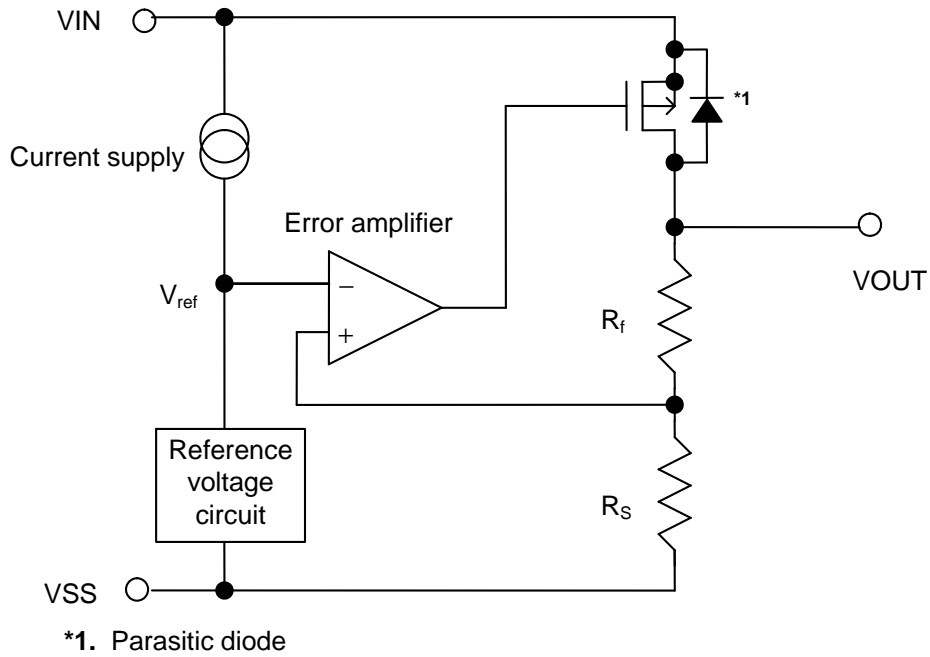 VIN
*1
Current supply
Error amplifier
Vref
−
+
VOUT
Rf
Reference
voltage
circuit
RS
VSS
*1. Parasitic diode